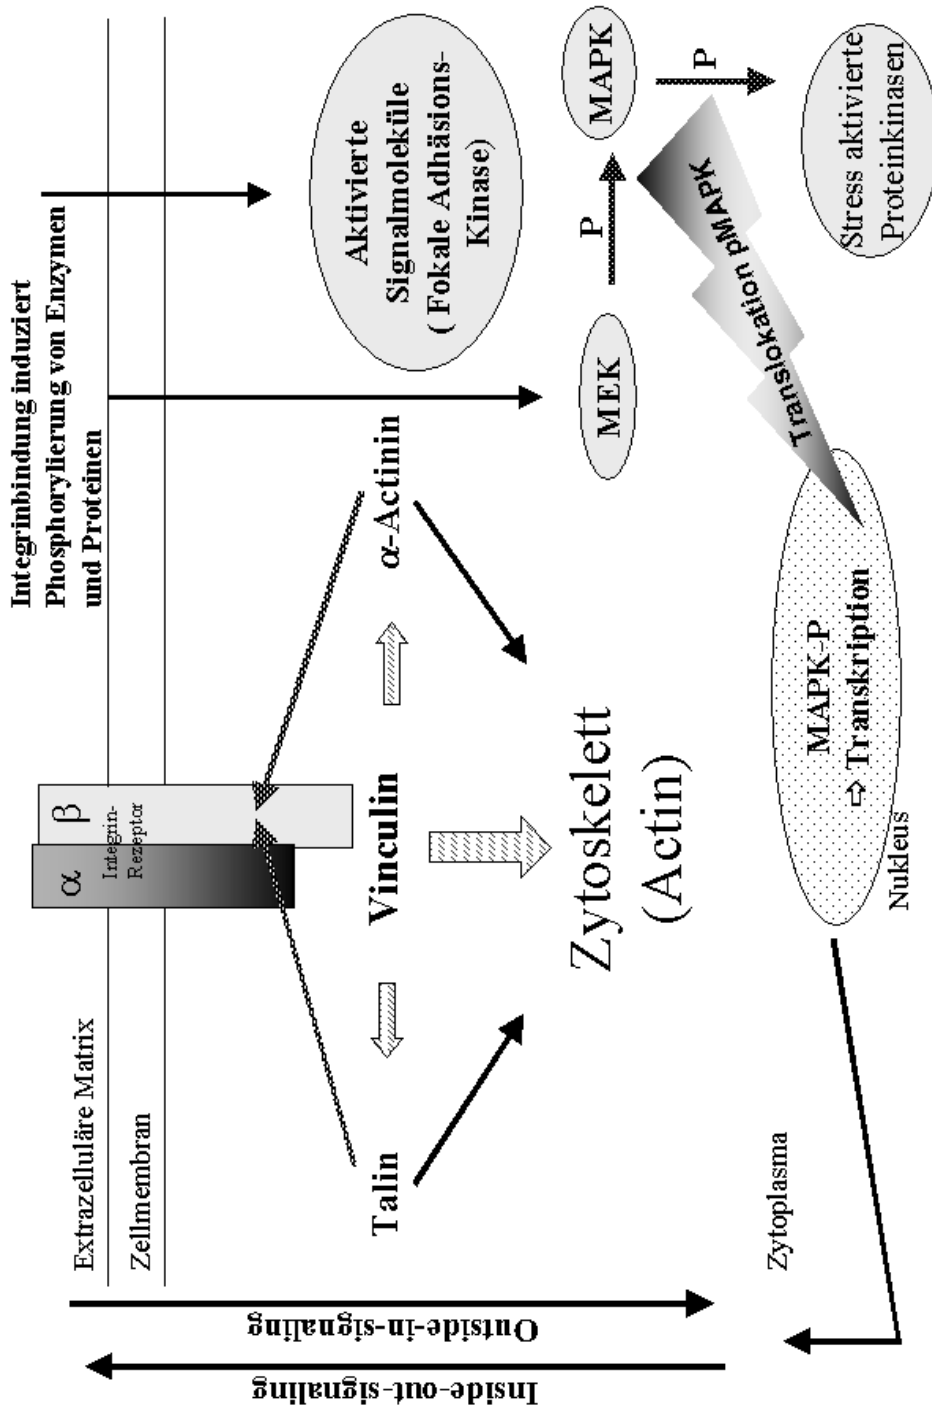 Integrinbindung induziert
Phosphorylierung von Enzymen
und Proteinen
Extrazelluläre Matrix
Zellmembran
α
β
Integrin-
Rezeptor
Aktivierte
Signalmoleküle
( Fokale Adhäsions-
Kinase)
Talin
Vinculin
α-Actinin
Zytoskelett
(Actin)
MEK
P
MAPK
P
Translokation pMAPK
Stress aktivierte
Proteinkinasen
MAPK-P
⇨ Transkription
Nukleus
Zytoplasma
Outside-in-signaling
Inside-out-signaling